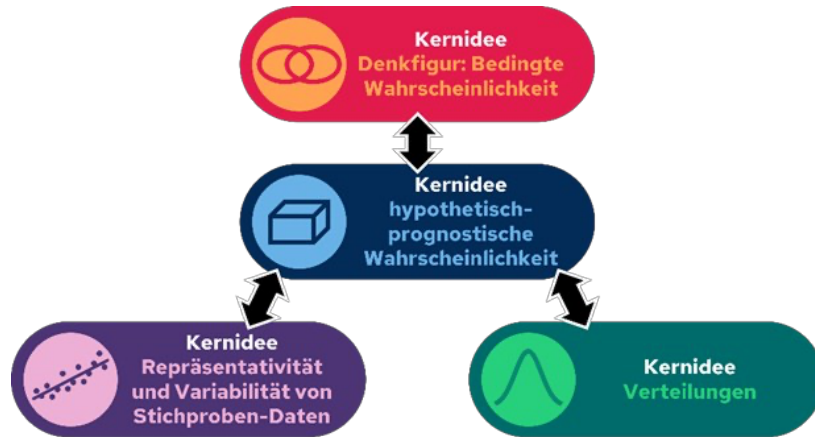 Kernidee
Denkfigur: Bedingte
Wahrscheinlichkeit
Kernidee
hypothetisch-
prognostische
Wahrscheinlichkeit
Kernidee
Repräsentativität
und Variabilität von
Stichproben-Daten
Kernidee
Verteilungen